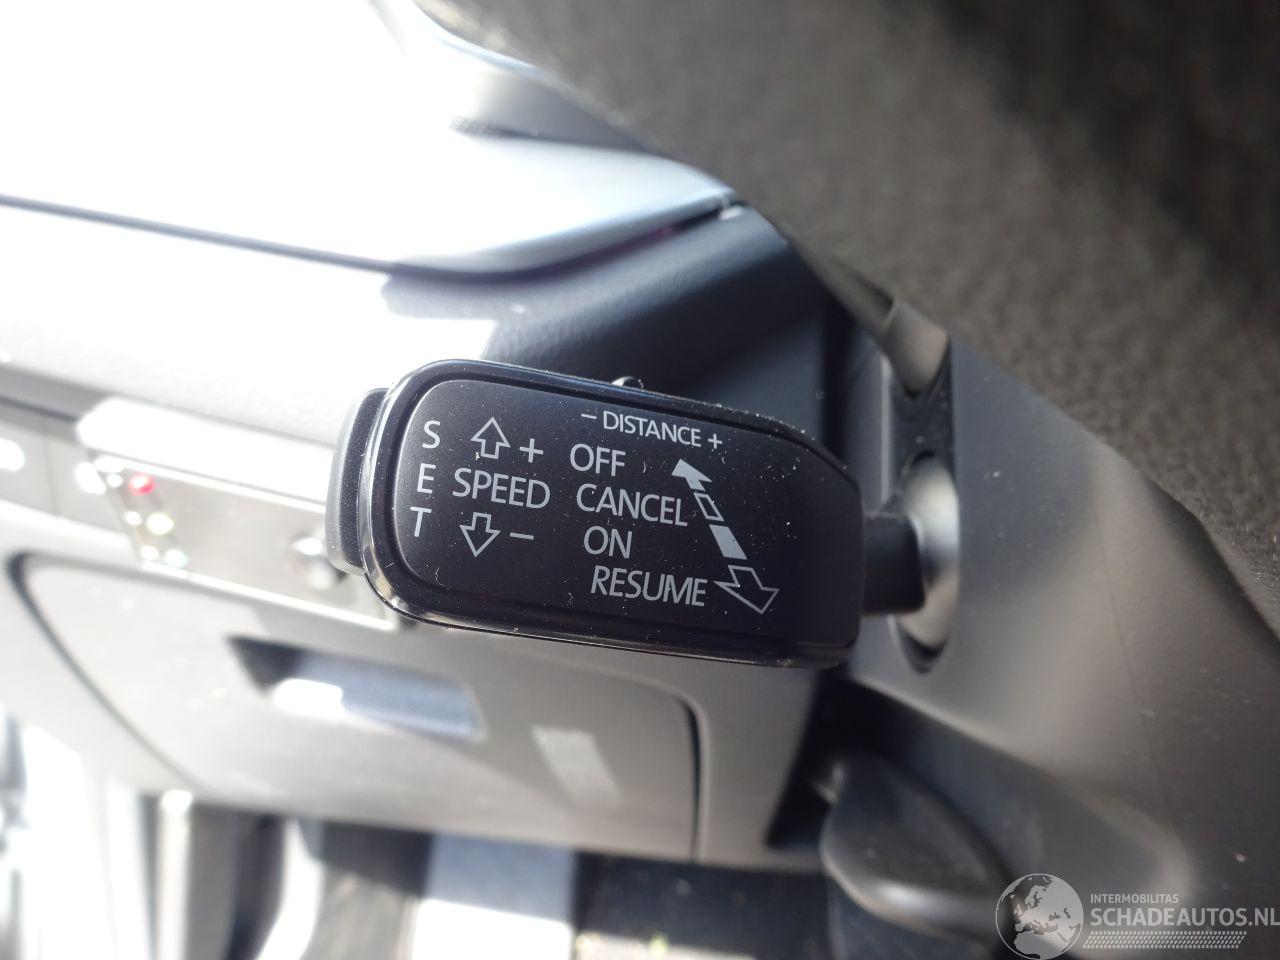 - DISTANCE +
S
E
T
+
SPEED
-
OFF
CANCEL
ON
RESUME
INTERMOBILITAS
SCHADEAUTOS.NL